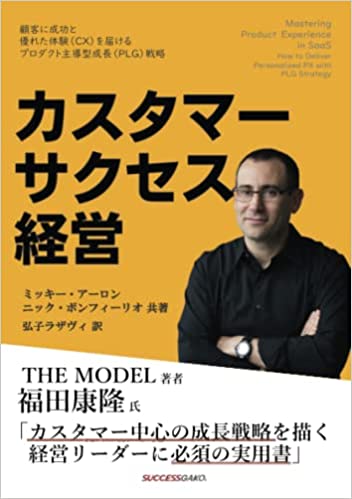 顧客に成功と
優れた体験(CX)を届ける
プロダクト主導型成長(PLG)戦略
Mastering
Product Experience
in SaaS
How to Deliver
Personalized PX with
PLG Strategy
カスタマー
サクセス
経営
ミッキー・アーロン
ニック・ボンフィーリオ 共著
弘子ラザヴィ 訳
THE MODEL 著者
福田康隆 氏
「カスタマー中心の成長戦略を描く
経営リーダーに必須の実用書」
SUCCESSGAKO.